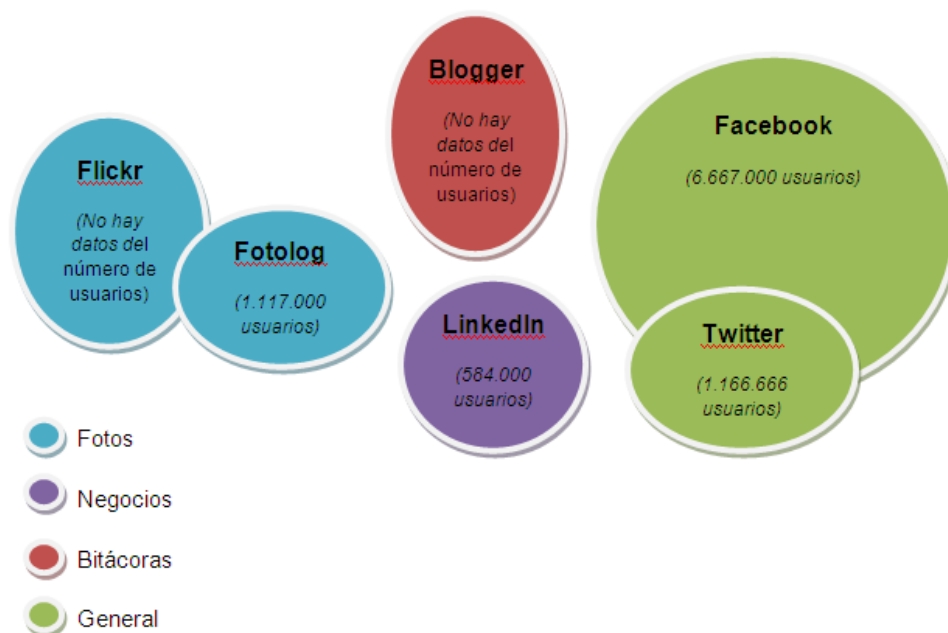 Blogger
(No hay
datos del
número de
usuarios)
Facebook
(6.667.000 usuarios)
Flickr
(No hay
datos del
número de
usuarios)
Fotolog
(1.117.000
usuarios)
LinkedIn
(584.000
usuarios)
Twitter
(1.166.666
usuarios)
Fotos
Negocios
Bitácoras
General